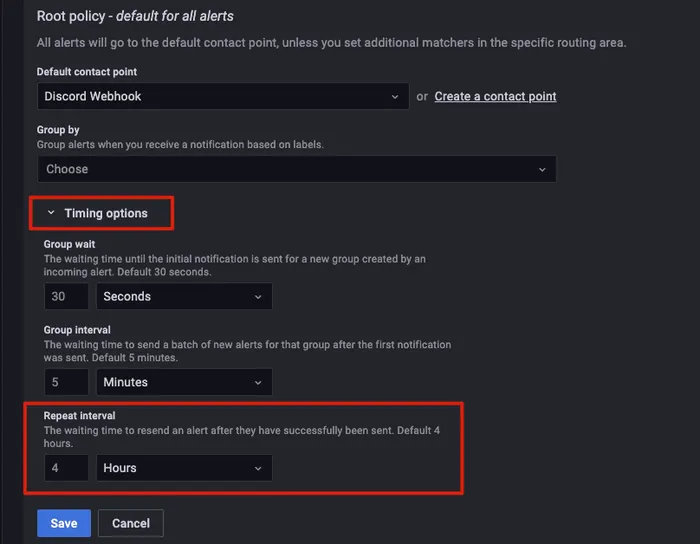 Root policy - default for all alerts
All alerts will go to the default contact point, unless you set additional matchers in the specific routing area.
Default contact point
Discord Webhook or Create a contact point
Group by
Group alerts when you receive a notification based on labels.
Choose
Timing options
Group wait
The waiting time until the initial notification is sent for a new group created by an
incoming alert. Default 30 seconds.
30 Seconds
Group interval
The waiting time to send a batch of new alerts for that group after the first notification
was sent. Default 5 minutes.
5 Minutes
Repeat interval
The waiting time to resend an alert after they have successfully been sent. Default 4
hours.
4 Hours
Save Cancel